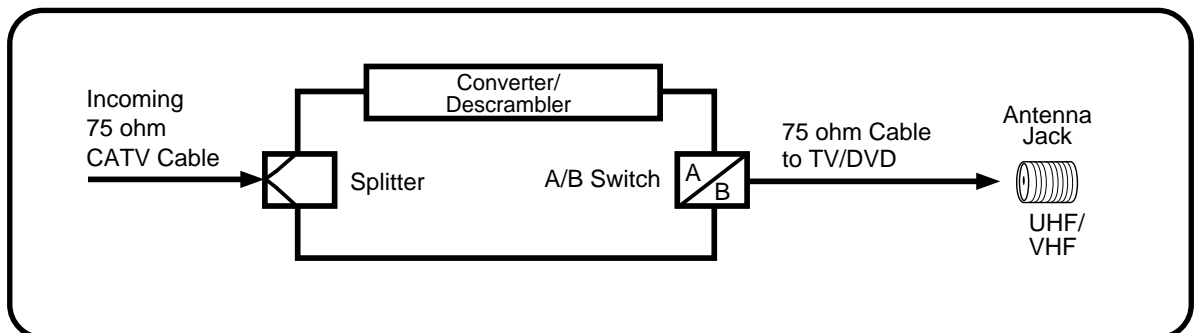 Incoming
75 ohm
CATV Cable
Splitter
Converter/
Descrambler
A/B Switch
A
B
75 ohm Cable
to TV/DVD
Antenna
Jack
UHF/
VHF